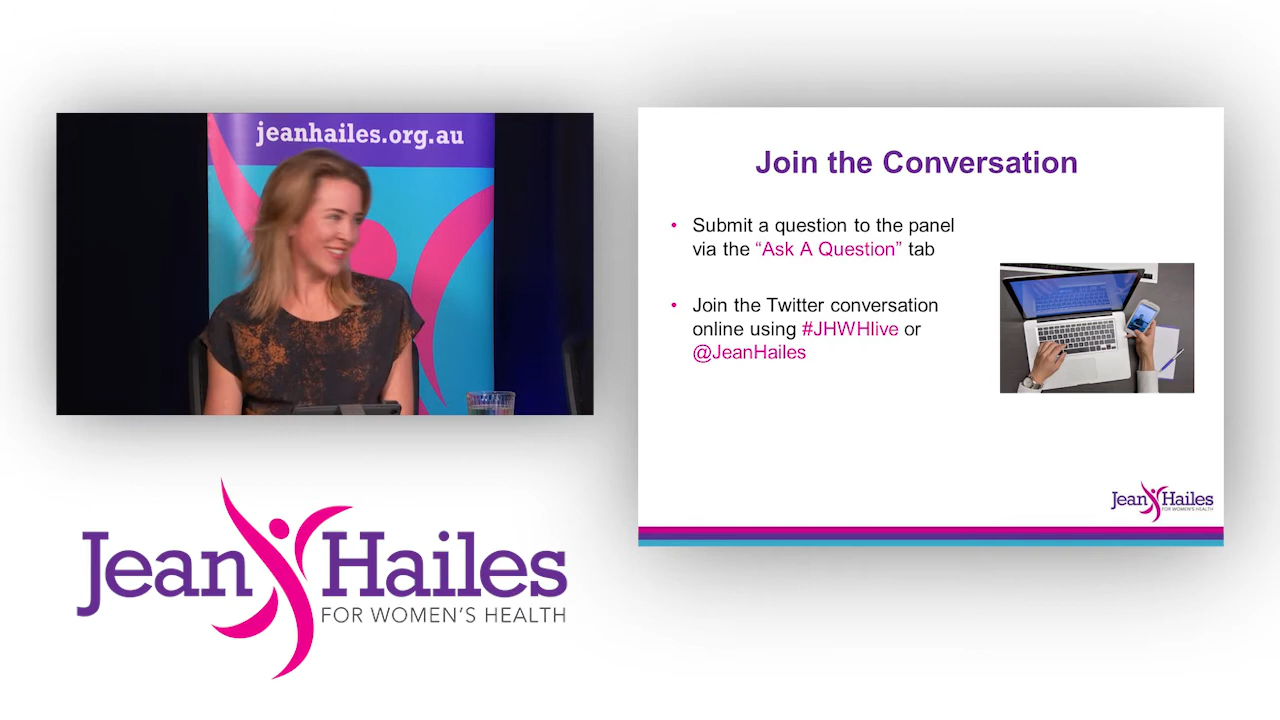 jeanhailes.org.au
Jean Hailes
FOR WOMEN'S HEALTH
Join the Conversation
• Submit a question to the panel
via the “Ask A Question” tab
• Join the Twitter conversation
online using #JHWHlive or
@JeanHailes
Jean Hailes
FOR WOMEN'S HEALTH